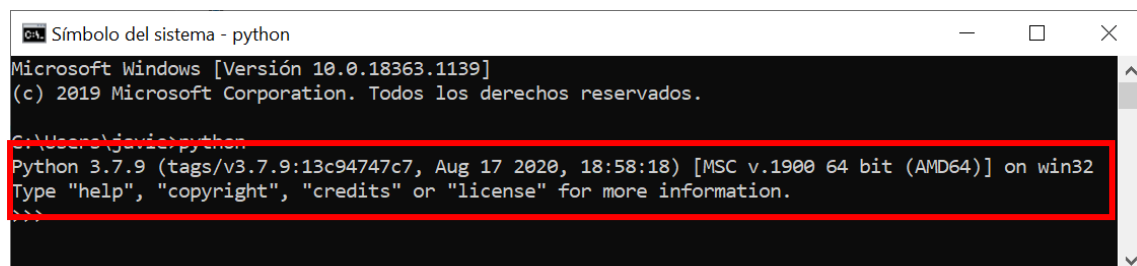 Símbolo del sistema - python
Microsoft Windows [Versión 10.0.18363.1139]
(c) 2019 Microsoft Corporation. Todos los derechos reservados.
C:\Users\javie>python
Python 3.7.9 (tags/v3.7.9:13c94747c7, Aug 17 2020, 18:58:18) [MSC v.1900 64 bit (AMD64)] on win32
Type "help", "copyright", "credits" or "license" for more information.
>>>